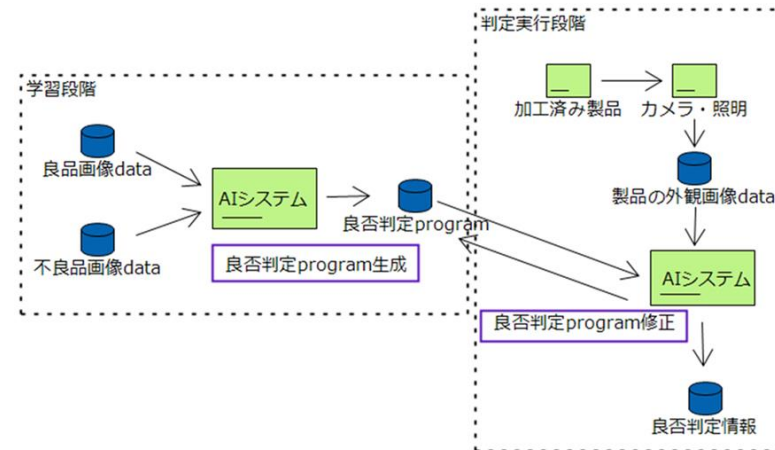 学習段階
良品画像data
不良品画像data
AIシステム
良否判定program
良否判定program生成
判定実行段階
加工済み製品
カメラ・照明
製品の外観画像data
AIシステム
良否判定program修正
良否判定情報